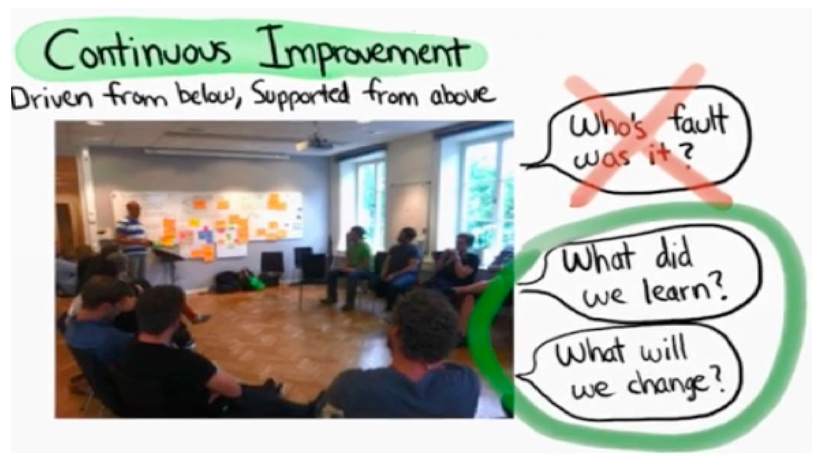 Continuous Improvement
Driven from below, Supported from above
Who's fault
was it?
What did
we learn?
What will
we change?